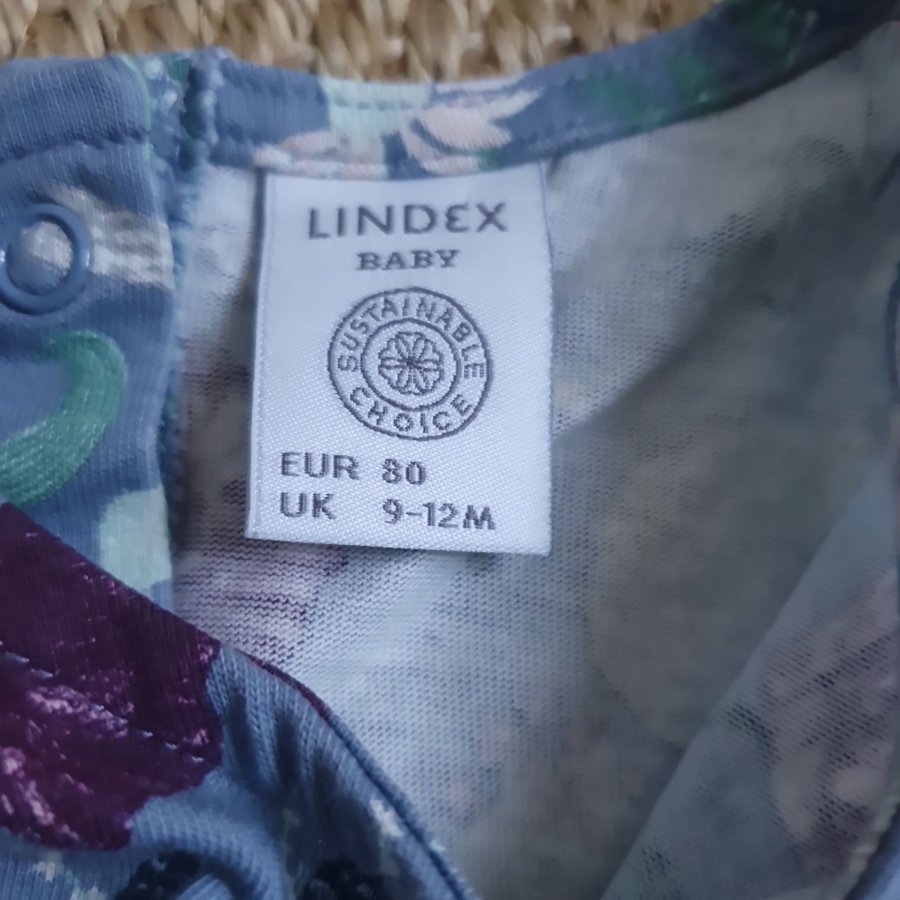 LINDEX
BABY
SUSTAINABLE
CHOICE
EUR 80
UK 9-12M